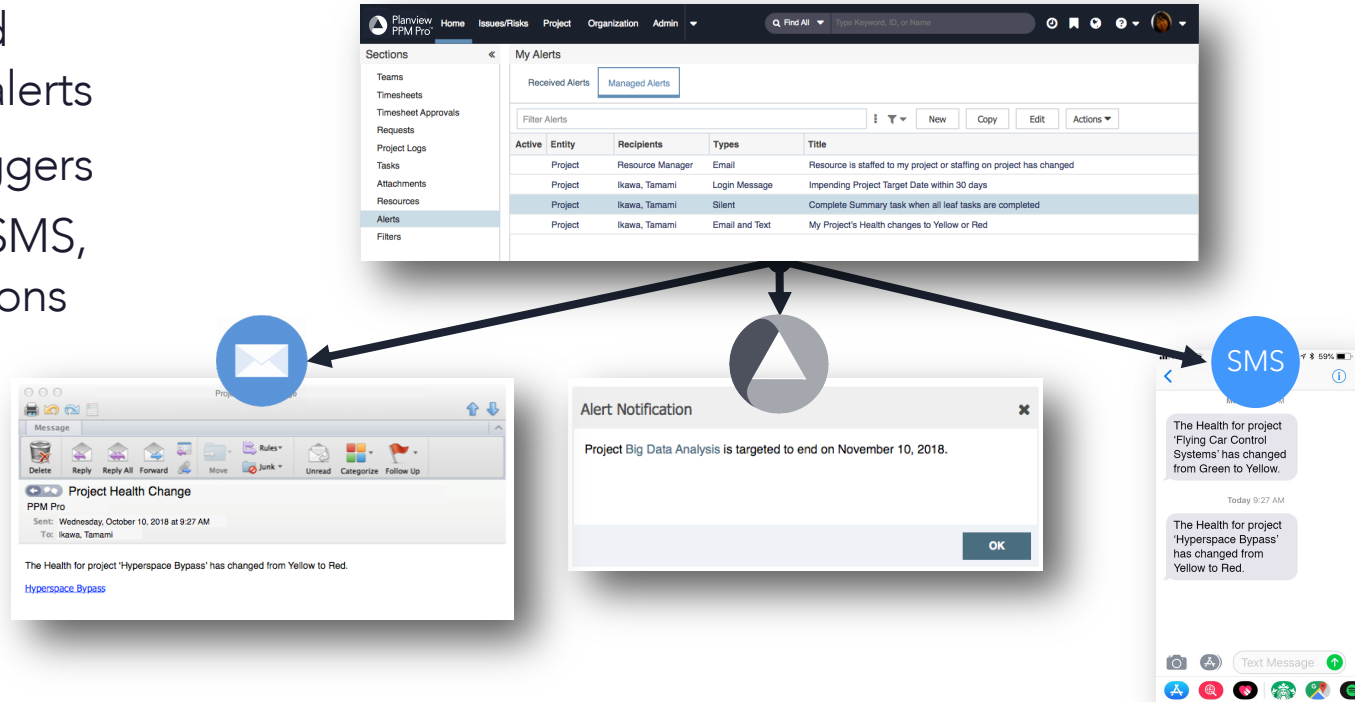 d
alerts
ggers
SMS,
ons
Planview
PPM Pro
Home Issues/Risks Project Organization Admin
Find All Type Keyword, ID, or Name
Sections «
Teams
Timesheets
Timesheet Approvals
Requests
Project Logs
Tasks
Attachments
Resources
Alerts
Filters
My Alerts
Received Alerts Managed Alerts
Filter Alerts New Copy Edit Actions
Active Entity Recipients Types Title
Project Resource Manager Email Resource is staffed to my project or staffing on project has changed
Project Ikawa, Tamami Login Message Impending Project Target Date within 30 days
Project Ikawa, Tamami Silent Complete Summary task when all leaf tasks are completed
Project Ikawa, Tamami Email and Text My Project's Health changes to Yellow or Red
Message
Delete Reply Reply All Forward Move Rules Junk Unread Categorize Follow Up
Project Health Change
PPM Pro
Sent: Wednesday, October 10, 2018 at 9:27 AM
To: Ikawa, Tamami
The Health for project 'Hyperspace Bypass' has changed from Yellow to Red.
Hyperspace Bypass
Alert Notification
Project Big Data Analysis is targeted to end on November 10, 2018.
OK
SMS
59%
The Health for project
'Flying Car Control
Systems' has changed
from Green to Yellow.
Today 9:27 AM
The Health for project
'Hyperspace Bypass'
has changed from
Yellow to Red.
Text Message